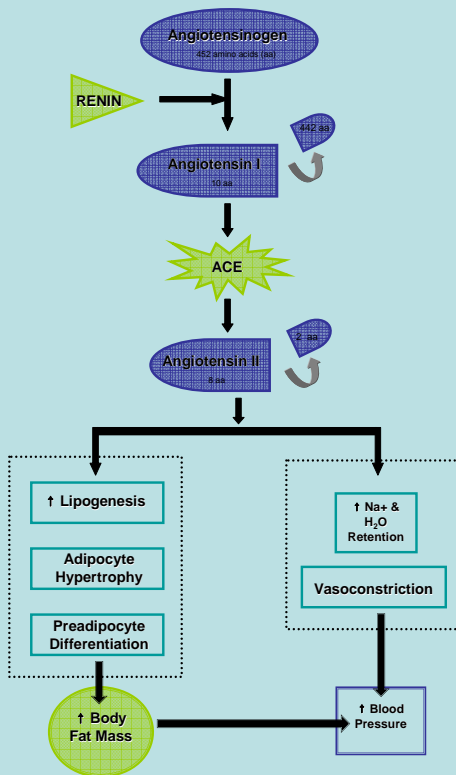 Angiotensinogen
452 amino acids (aa)
RENIN
442 aa
Angiotensin I
10 aa
ACE
2 aa
Angiotensin II
8 aa
↑ Lipogenesis
Adipocyte
Hypertrophy
Preadipocyte
Differentiation
↑ Na+ &
H₂O
Retention
Vasoconstriction
↑ Body
Fat Mass
↑ Blood
Pressure